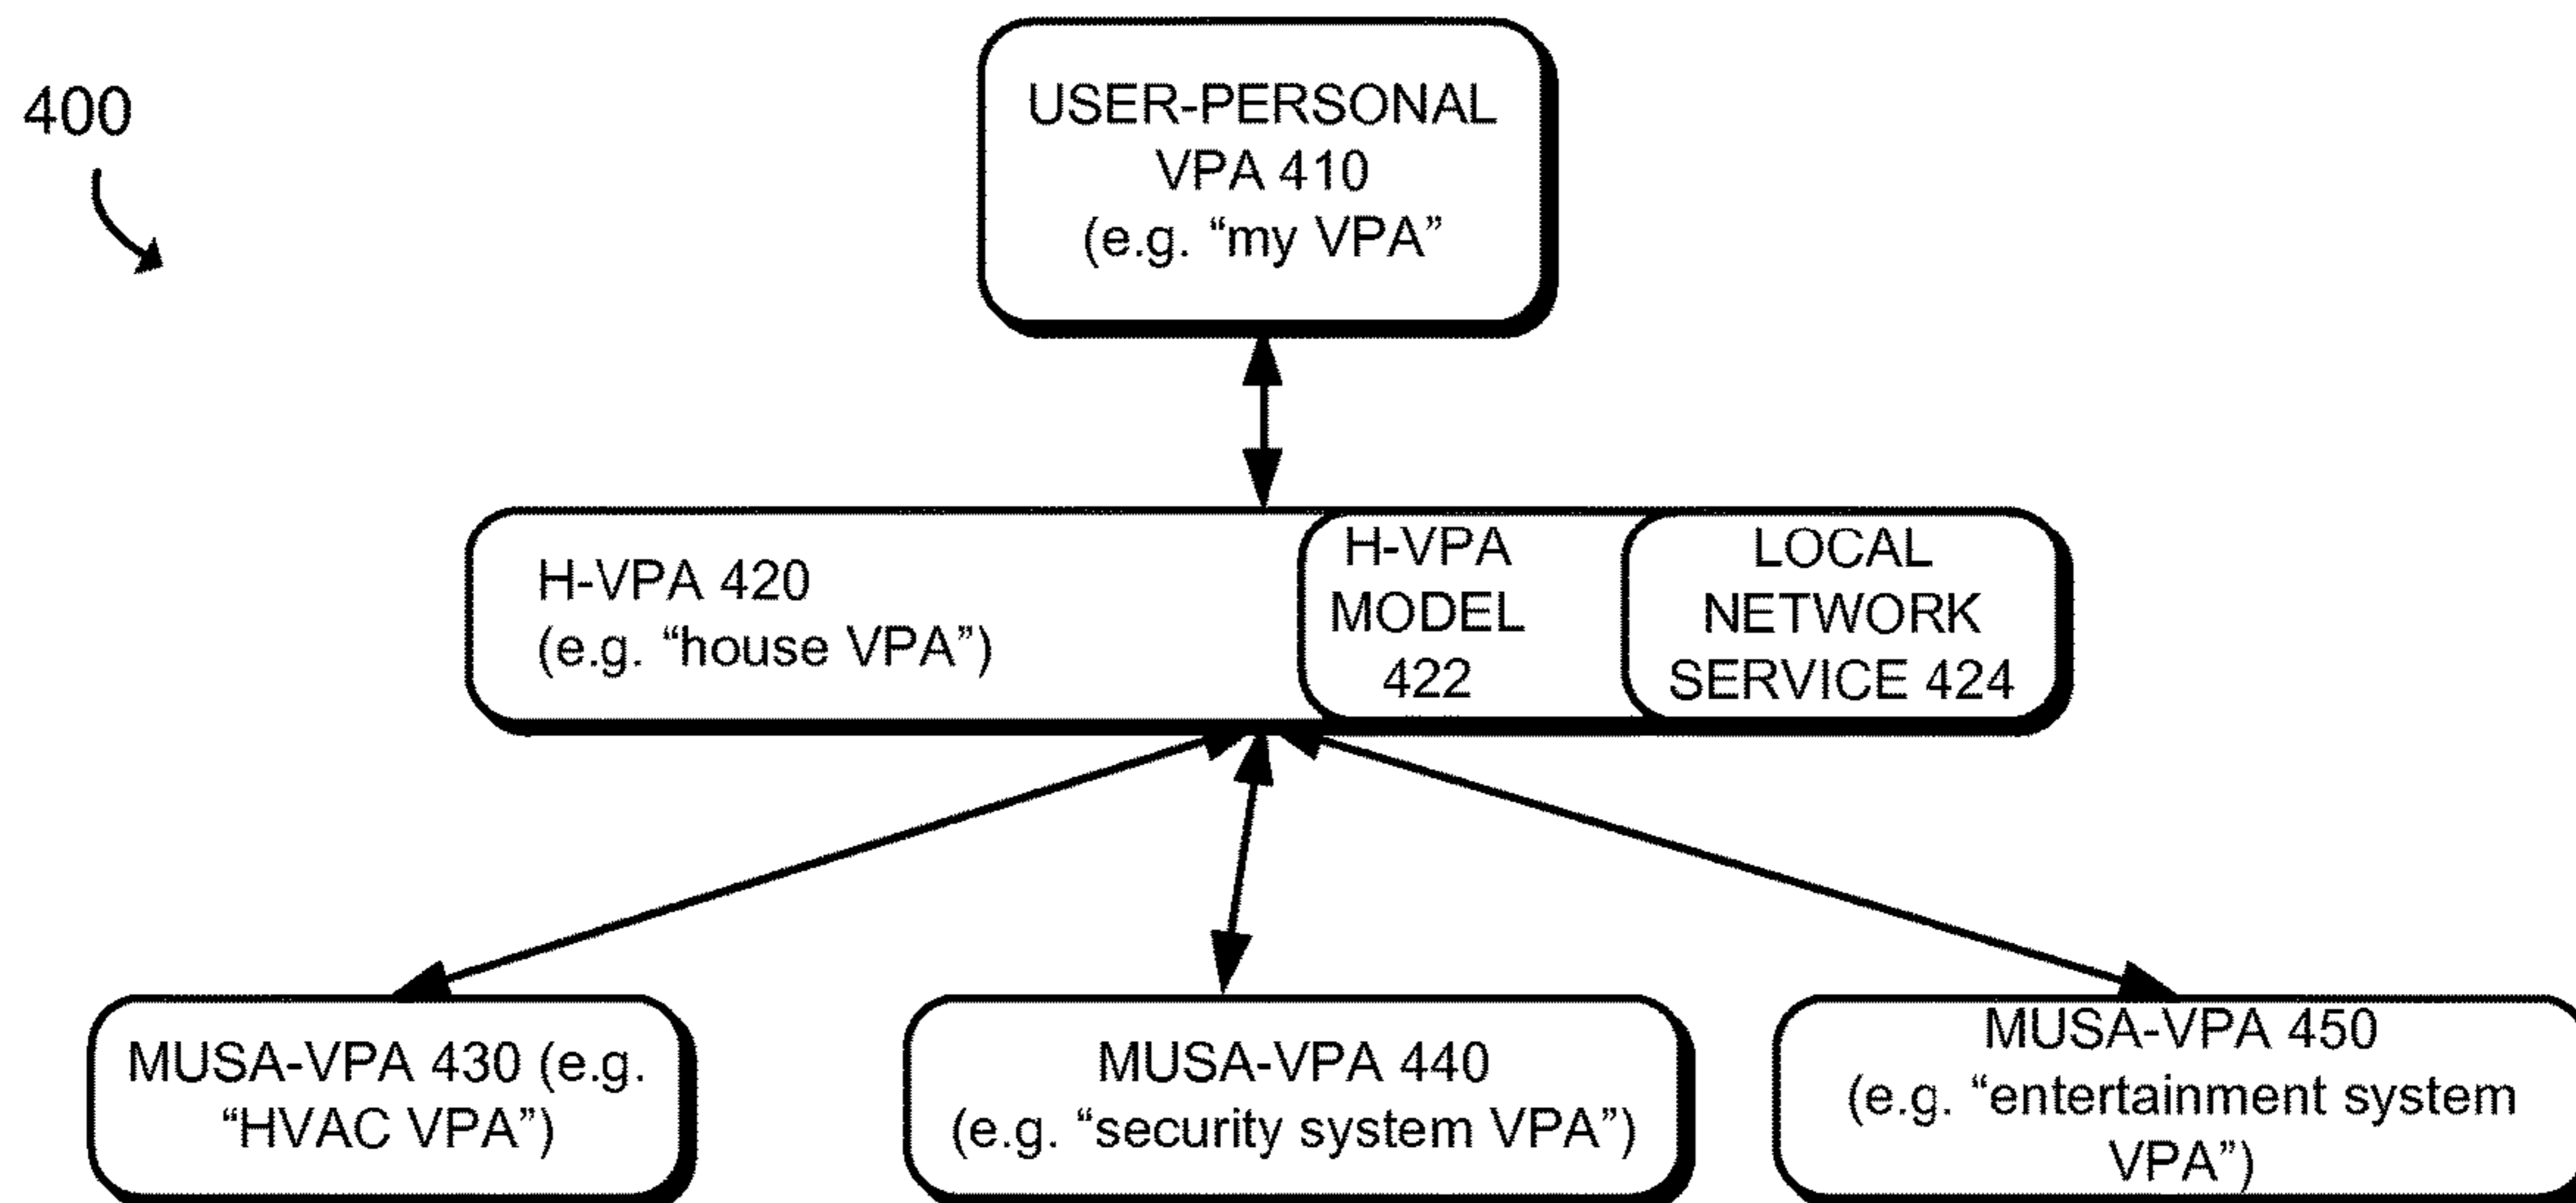 400
USER-PERSONAL
VPA 410
(e.g. “my VPA”
H-VPA 420
(e.g. “house VPA”)
H-VPA
MODEL
422
LOCAL
NETWORK
SERVICE 424
MUSA-VPA 430 (e.g.
“HVAC VPA”)
MUSA-VPA 440
(e.g. “security system VPA”)
MUSA-VPA 450
(e.g. “entertainment system
VPA”)